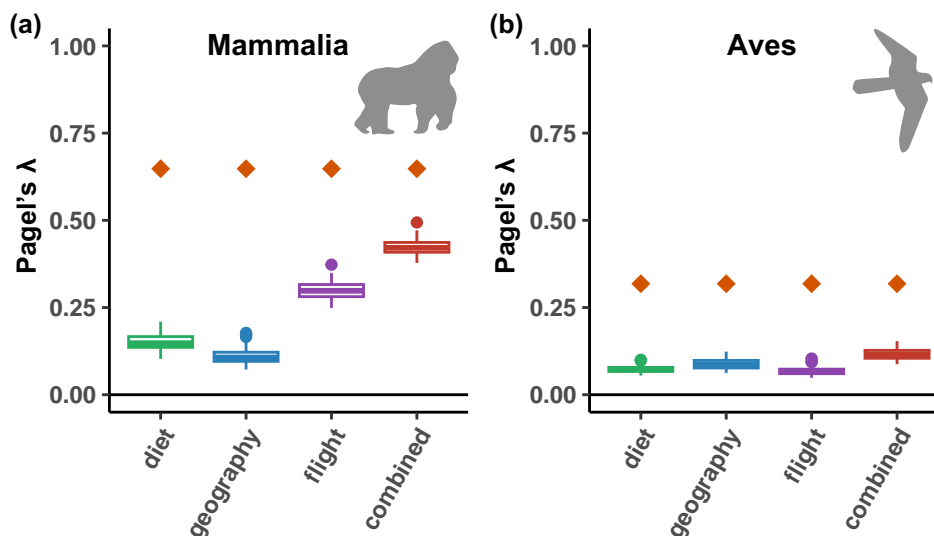 (a)
Mammalia
Pagel's λ
1.00
0.75
0.50
0.25
0.00
diet
geography
flight
combined
(b)
Aves
Pagel's λ
1.00
0.75
0.50
0.25
0.00
diet
geography
flight
combined